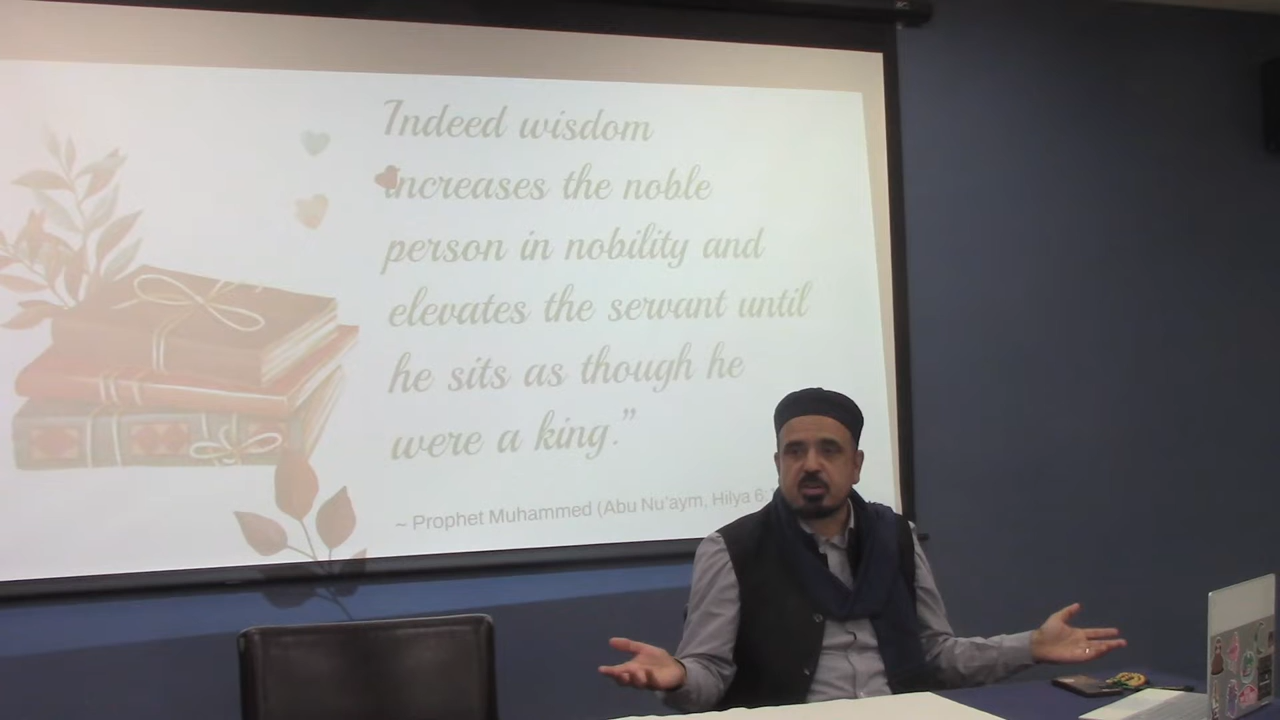 Indeed wisdom
increases the noble
person in nobility and
elevates the servant until
he sits as though he
were a king.”
~ Prophet Muhammed (Abu Nu'aym, Hilya 6: